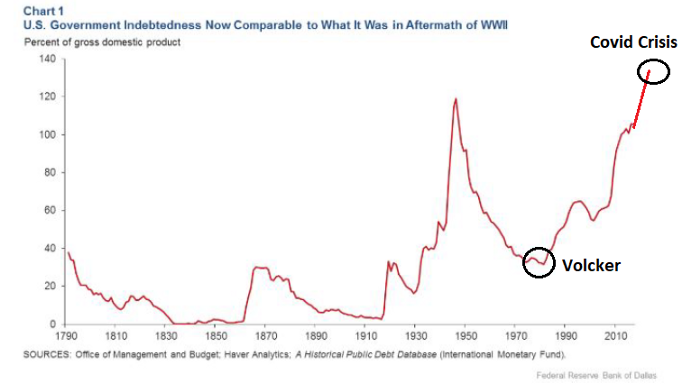 Chart 1
U.S. Government Indebtedness Now Comparable to What It Was in Aftermath of WWII
Percent of gross domestic product
Covid Crisis
140
120
100
80
60
40
20
0
Volcker
1790 1810 1830 1850 1870 1890 1910 1930 1950 1970 1990 2010
SOURCES: Office of Management and Budget; Haver Analytics; A Historical Public Debt Database (International Monetary Fund).
Federal Reserve Bank of Dallas